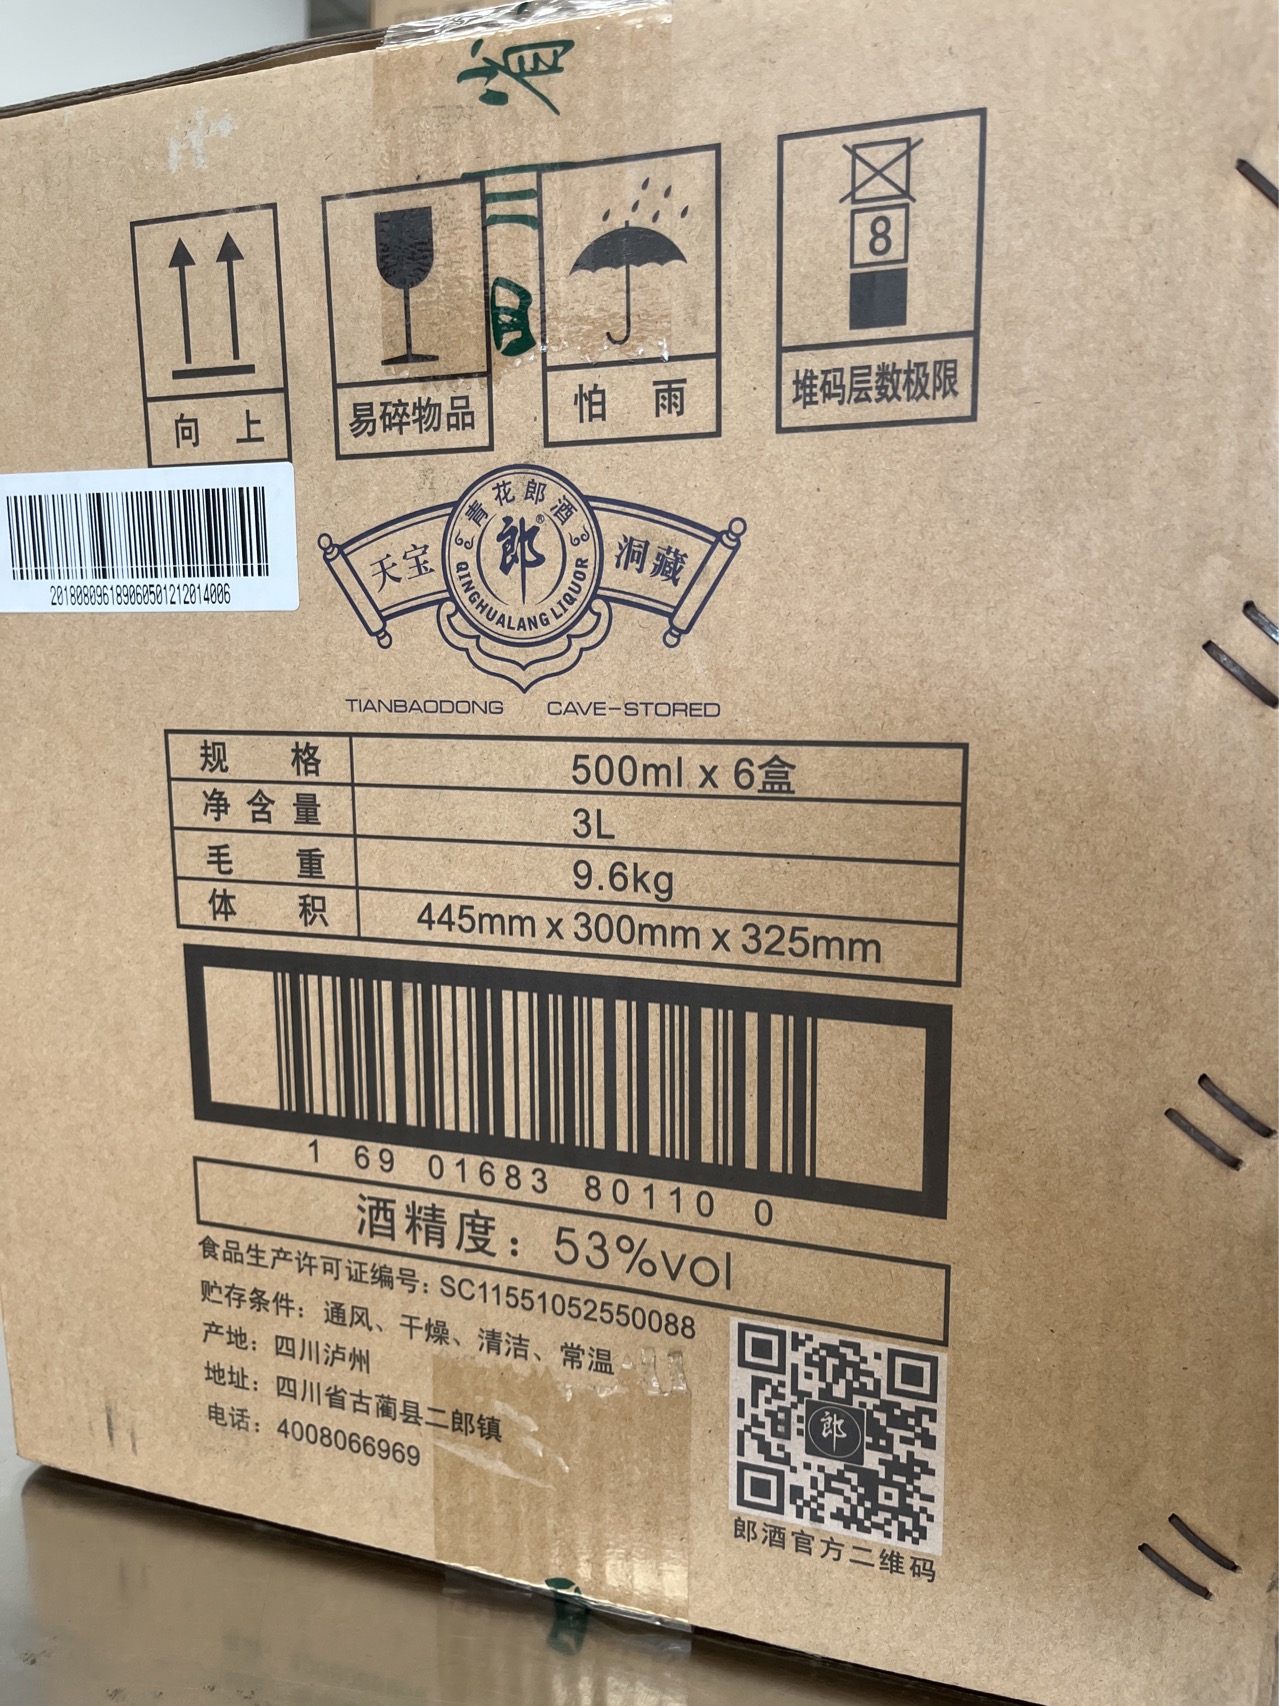 省
川
四
8
向 上
易碎物品
怕 雨
堆码层数极限
20180809618906050121201​4006
青花郎酒
天宝 郎® 洞藏
QINGHUALANG LIQUOR
TIANBAODONG CAVE-STORED
规 格 500ml x 6盒
净含量 3L
毛 重 9.6kg
体 积 445mm x 300mm x 325mm
1 69 01683 80110 0
酒精度：53%vol
食品生产许可证编号：SC11551052550088
贮存条件：通风、干燥、清洁、常温
产地：四川泸州
地址：四川省古蔺县二郎镇
电话：4008066969
郎
郎酒官方二维码